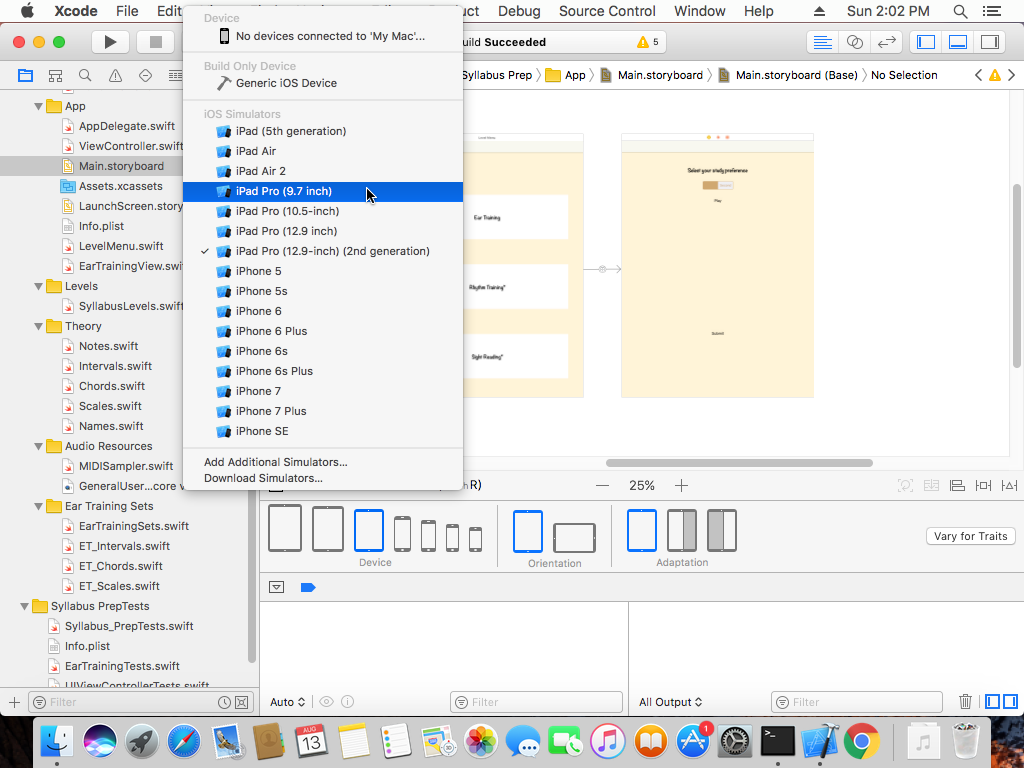 Xcode File Edit Debug Source Control Window Help Sun 2:02 PM
Build Succeeded 5
Syllabus Prep App Main.storyboard Main.storyboard (Base) No Selection
Device
No devices connected to 'My Mac'...
Build Only Device
Generic iOS Device
iOS Simulators
iPad (5th generation)
iPad Air
iPad Air 2
iPad Pro (9.7 inch)
iPad Pro (10.5-inch)
iPad Pro (12.9 inch)
iPad Pro (12.9-inch) (2nd generation)
iPhone 5
iPhone 5s
iPhone 6
iPhone 6 Plus
iPhone 6s
iPhone 6s Plus
iPhone 7
iPhone 7 Plus
iPhone SE
Add Additional Simulators...
Download Simulators...
App
AppDelegate.swift
ViewController.swift
Main.storyboard
Assets.xcassets
LaunchScreen.story
Info.plist
LevelMenu.swift
EarTrainingView.swi
Levels
SyllabusLevels.swift
Theory
Notes.swift
Intervals.swift
Chords.swift
Scales.swift
Names.swift
Audio Resources
MIDISampler.swift
GeneralUser...core v
Ear Training Sets
EarTrainingSets.swift
ET_Intervals.swift
ET_Chords.swift
ET_Scales.swift
Syllabus PrepTests
Syllabus_PrepTests.swift
Info.plist
EarTrainingTests.swift
UIViewControllerTests.swift
Filter
Ear Training
Rhythm Training*
Sight Reading*
Select your study preference
Play
Submit
R)
25%
Device
Orientation
Adaptation
Vary for Traits
Auto
Filter
All Output
Filter
AUG
13
3D
1